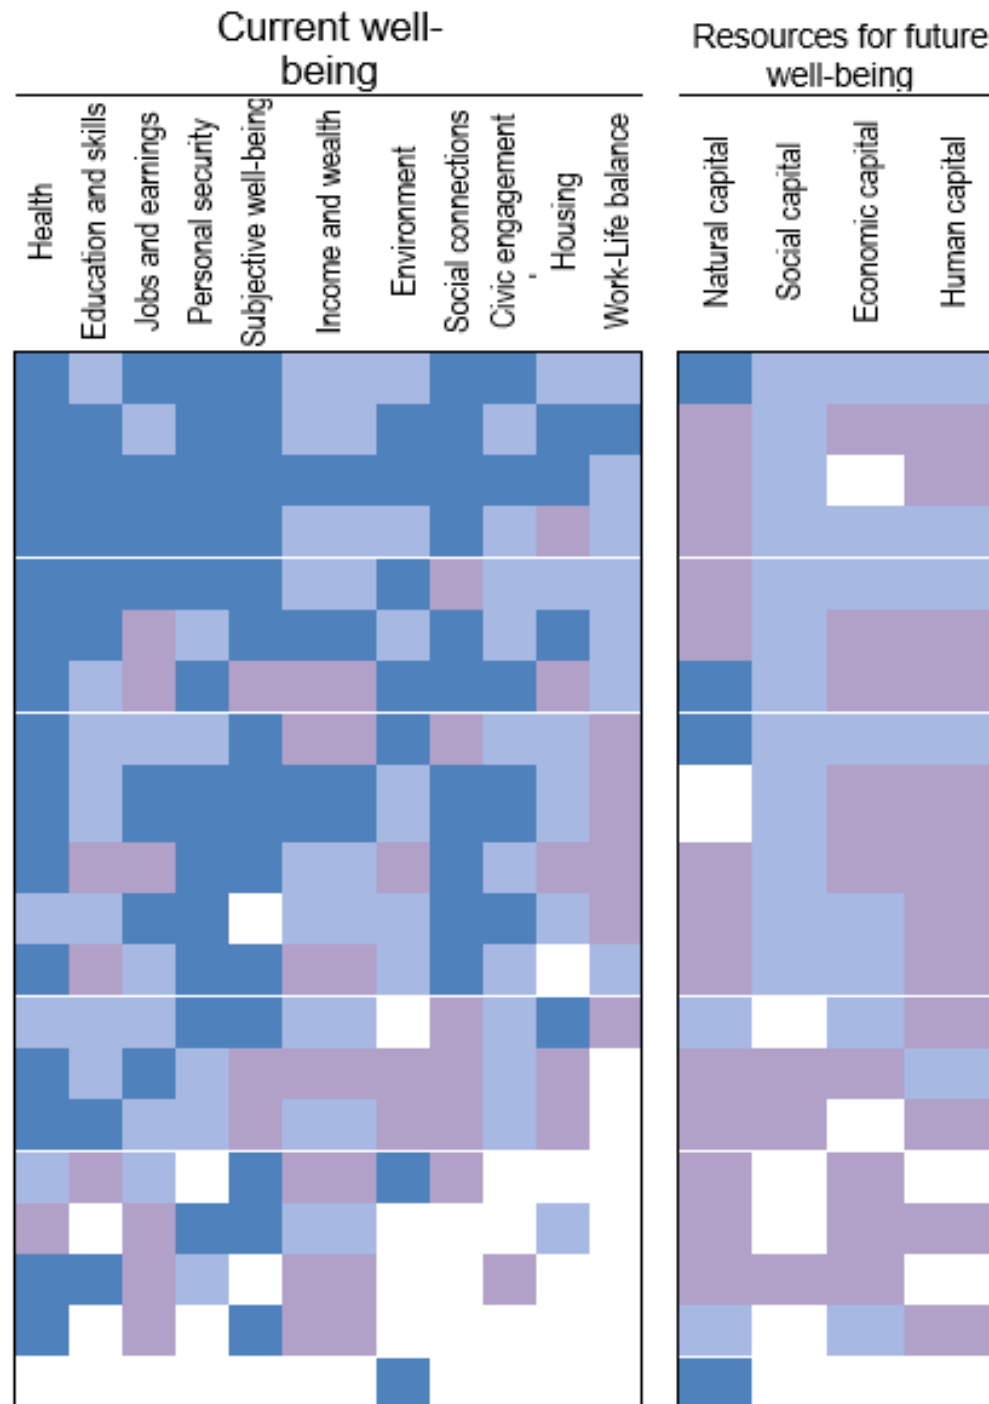 Current well-
being
Resources for future
well-being
Health
Education and skills
Jobs and earnings
Personal security
Subjective well-being
Income and wealth
Environment
Social connections
Civic engagement
Housing
Work-Life balance
Natural capital
Social capital
Economic capital
Human capital